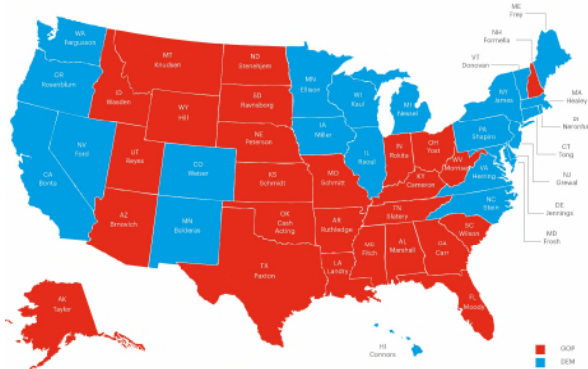 ME
Frey
WA
Ferguson
NH
Formella
MT
Knudsen
ND
Stenehjem
VT
Donovan
MN
Ellison
OR
Rosenblum
ID
Wasden
WI
Kaul
SD
Ravnsborg
NY
James
MA
Healey
MI
Nessel
WY
Hill
RI
Neronha
PA
Shapiro
IA
Miller
NE
Peterson
CT
Tong
NV
Ford
OH
Yost
IN
Rokita
IL
Raoul
UT
Reyes
CO
Weiser
NJ
Grewal
WV
Morrisey
VA
Herring
CA
Bonta
KS
Schmidt
MO
Schmitt
KY
Cameron
DE
Jennings
NC
Stein
TN
Slatery
MD
Frosh
OK
Cash
Acting
AZ
Brnovich
MN
Balderas
AR
Rutledge
SC
Wilson
MS
Fitch
AL
Marshall
GA
Carr
LA
Landry
TX
Paxton
AK
Taylor
FL
Moody
HI
Connors
GOP
DEM